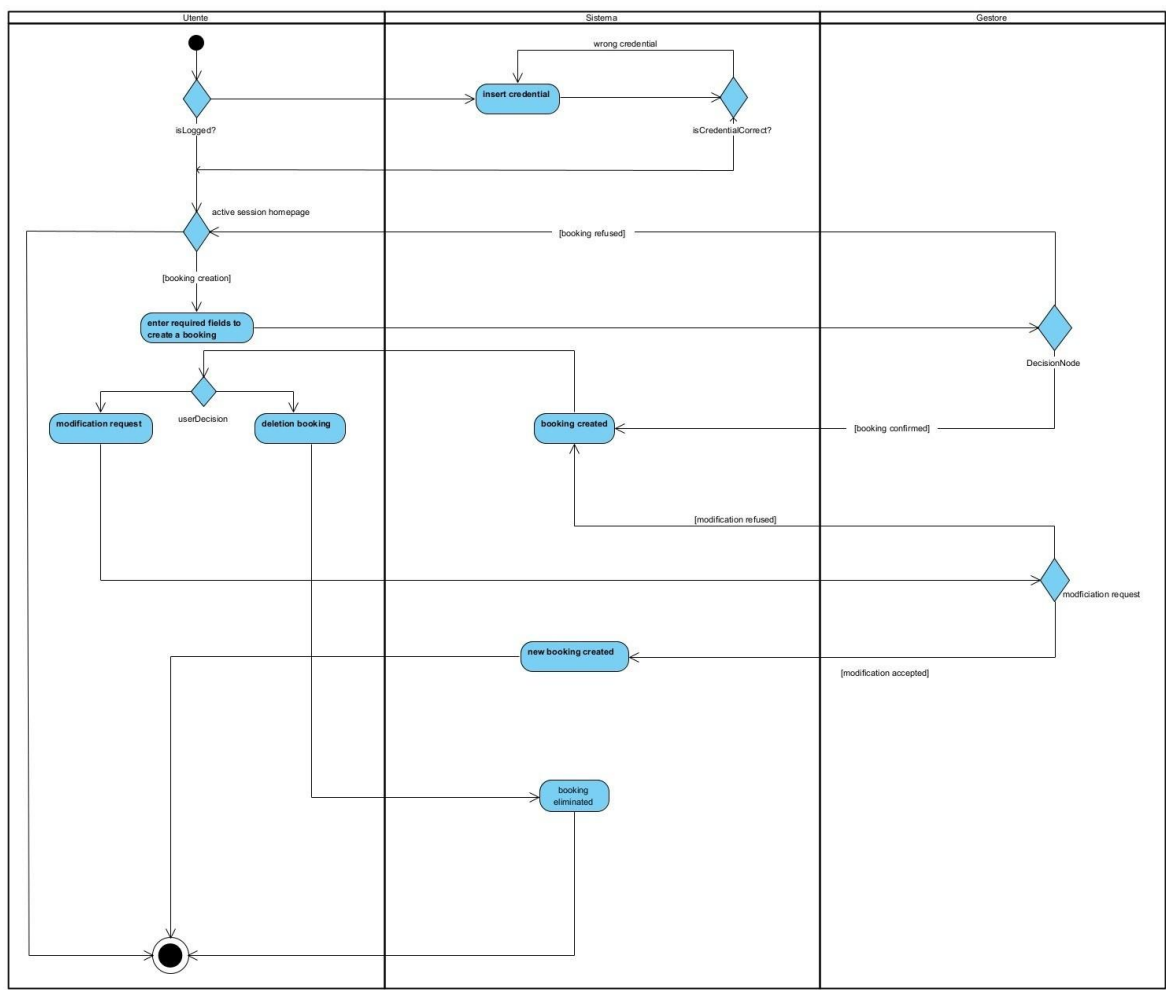 Utente
Sistema
Gestore
wrong credential
insert credential
isLogged?
isCredentialCorrect?
active session homepage
[booking refused]
[booking creation]
enter required fields to
create a booking
DecisionNode
userDecision
modification request
deletion booking
booking created
[booking confirmed]
[modification refused]
modficiation request
new booking created
[modification accepted]
booking
eliminated